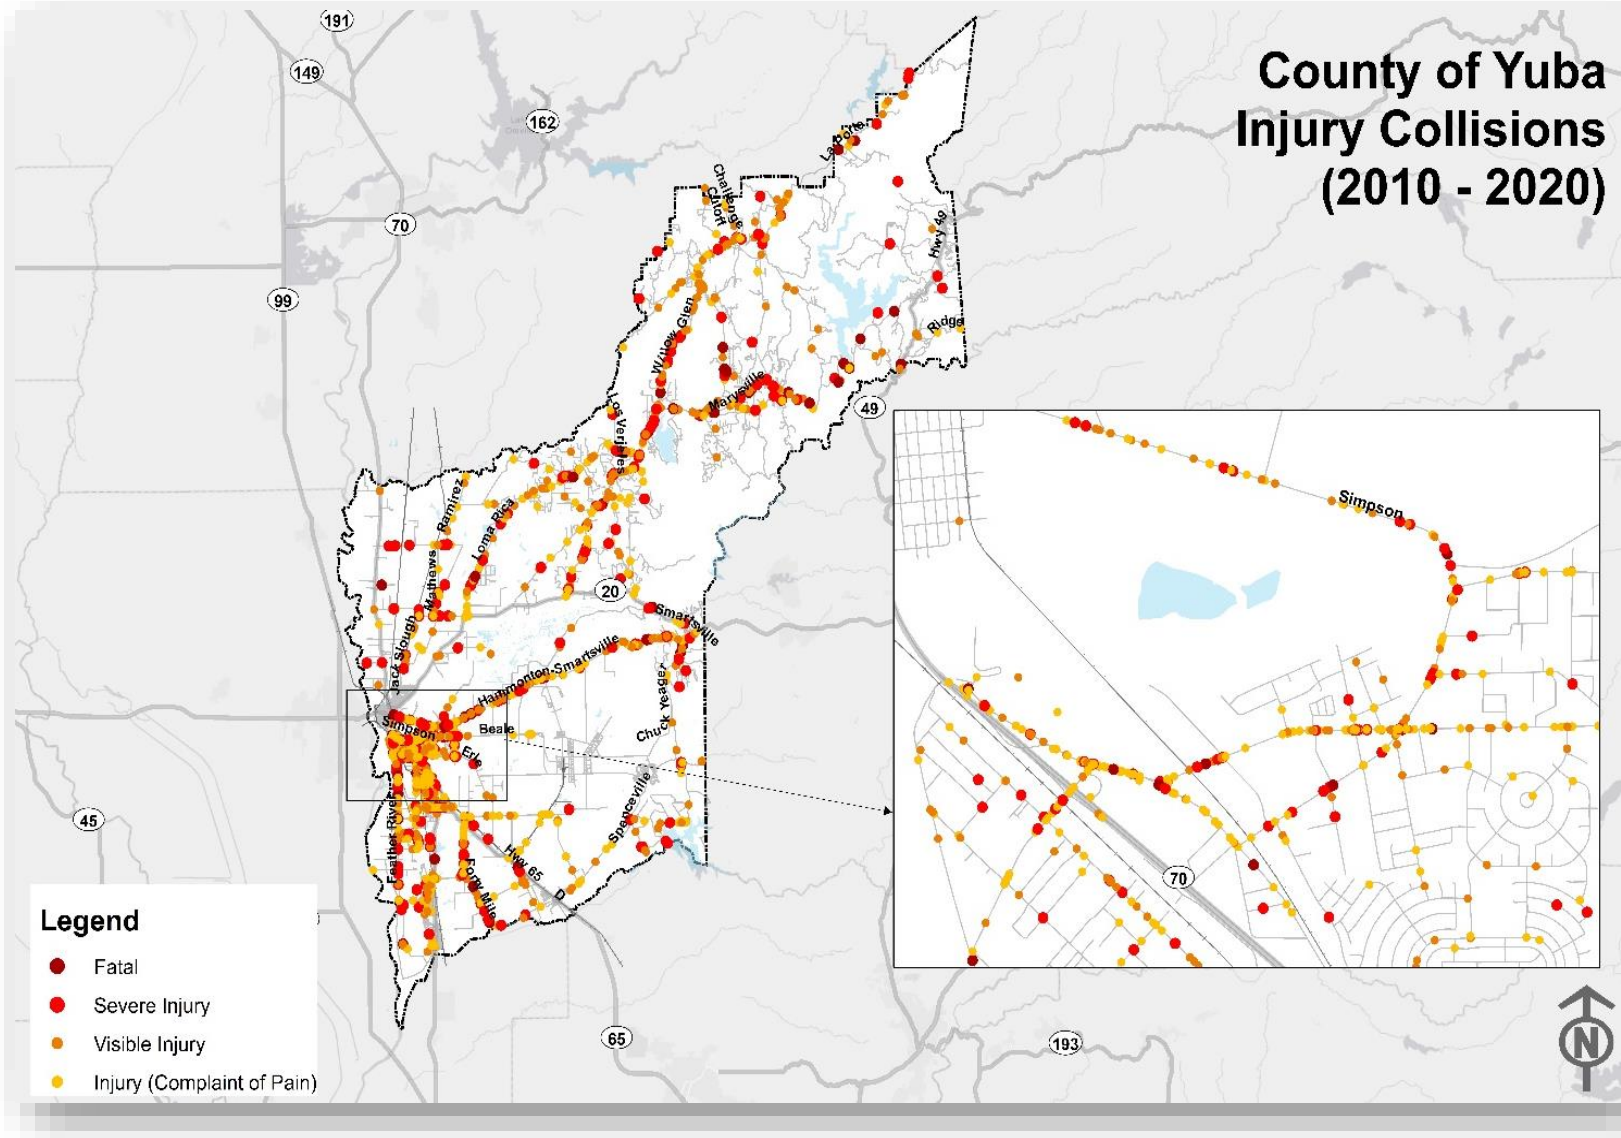 County of Yuba
Injury Collisions
(2010 - 2020)
191
149
162
70
99
La Porte
Challenge
Cutoff
Hwy 49
Willow Glen
Ridge
Marysville
49
Los Verjeles
Ramirez
Loma Rica
Mathews
20
Smartsville
Jack Slough
Hammonton-Smartsville
Chuck Yeager
Simpson
Beale
Erle
Spenceville
Feather River
Hwy 65
Forty Mile
D
45
65
193
Simpson
70
Legend
Fatal
Severe Injury
Visible Injury
Injury (Complaint of Pain)
N